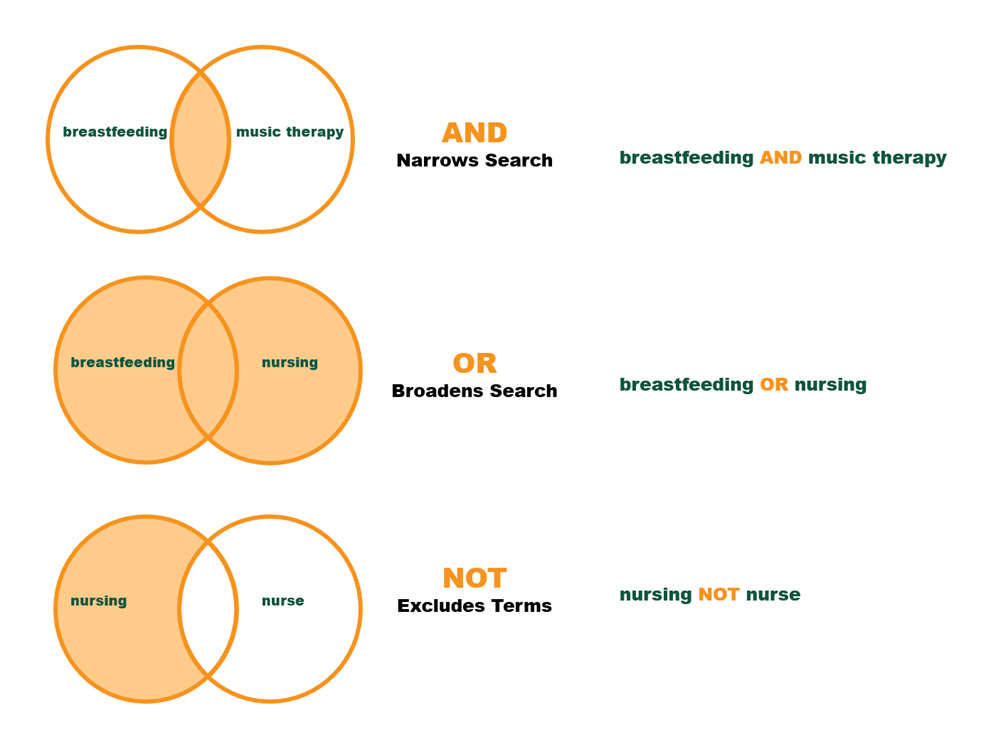 breastfeeding
music therapy
AND
Narrows Search
breastfeeding AND music therapy
breastfeeding
nursing
OR
Broadens Search
breastfeeding OR nursing
nursing
nurse
NOT
Excludes Terms
nursing NOT nurse